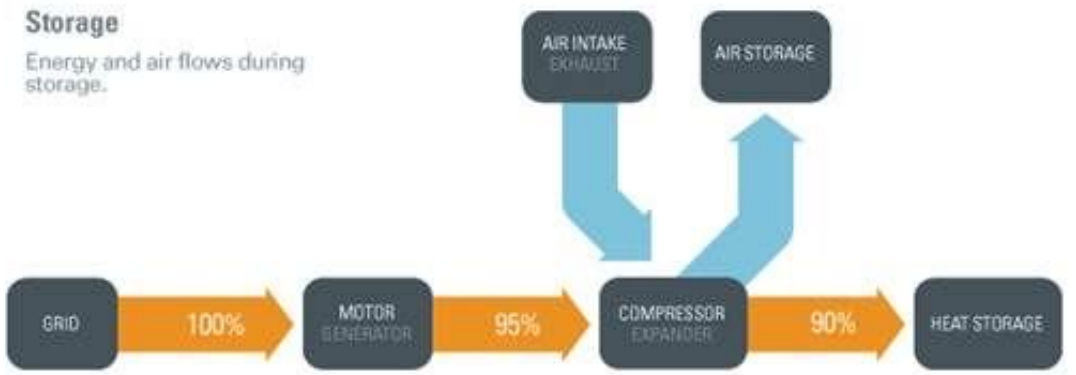 Storage
Energy and air flows during
storage.
AIR INTAKE
EXHAUST
AIR STORAGE
GRID
100%
MOTOR
GENERATOR
95%
COMPRESSOR
EXPANDER
90%
HEAT STORAGE